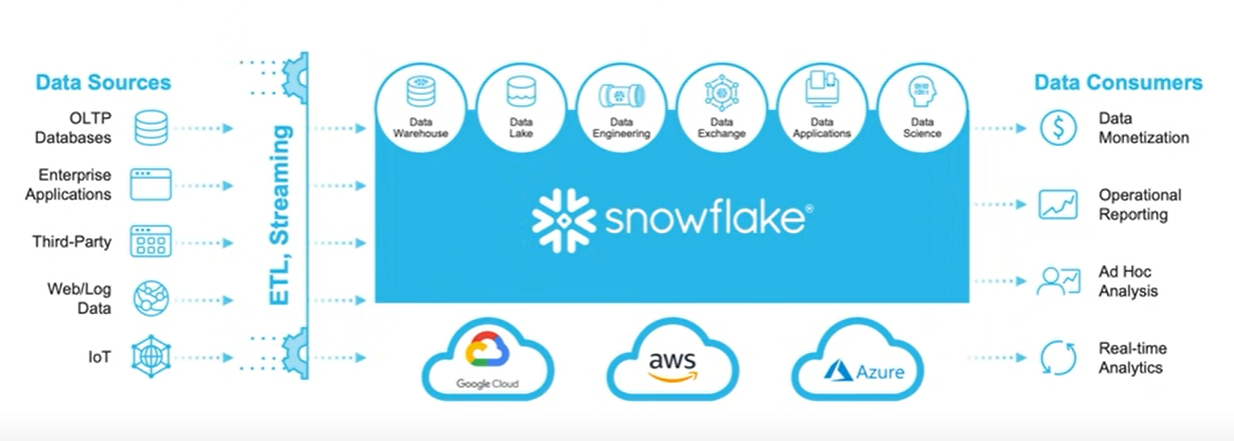 Data Sources
OLTP
Databases
Enterprise
Applications
Third-Party
Web/Log
Data
IoT
ETL, Streaming
Data
Warehouse
Data
Lake
Data
Engineering
Data
Exchange
Data
Applications
Data
Science
snowflake®
Google Cloud
aws
Azure
Data Consumers
Data
Monetization
Operational
Reporting
Ad Hoc
Analysis
Real-time
Analytics